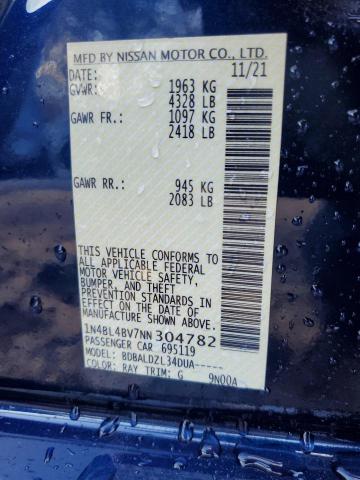 MFD BY NISSAN MOTOR CO., LTD.
DATE: 11/21
GVWR: 1963 KG
4328 LB
GAWR FR.: 1097 KG
2418 LB
GAWR RR.: 945 KG
2083 LB
THIS VEHICLE CONFORMS TO
ALL APPLICABLE FEDERAL
MOTOR VEHICLE SAFETY,
BUMPER, AND THEFT
PREVENTION STANDARDS IN
EFFECT ON THE DATE OF
MANUFACTURE SHOWN ABOVE.
1N4BL4BV7NN304782
PASSENGER CAR 695119
MODEL: BDBALDZL34DUA-----
COLOR: RAY TRIM: G 9N00A